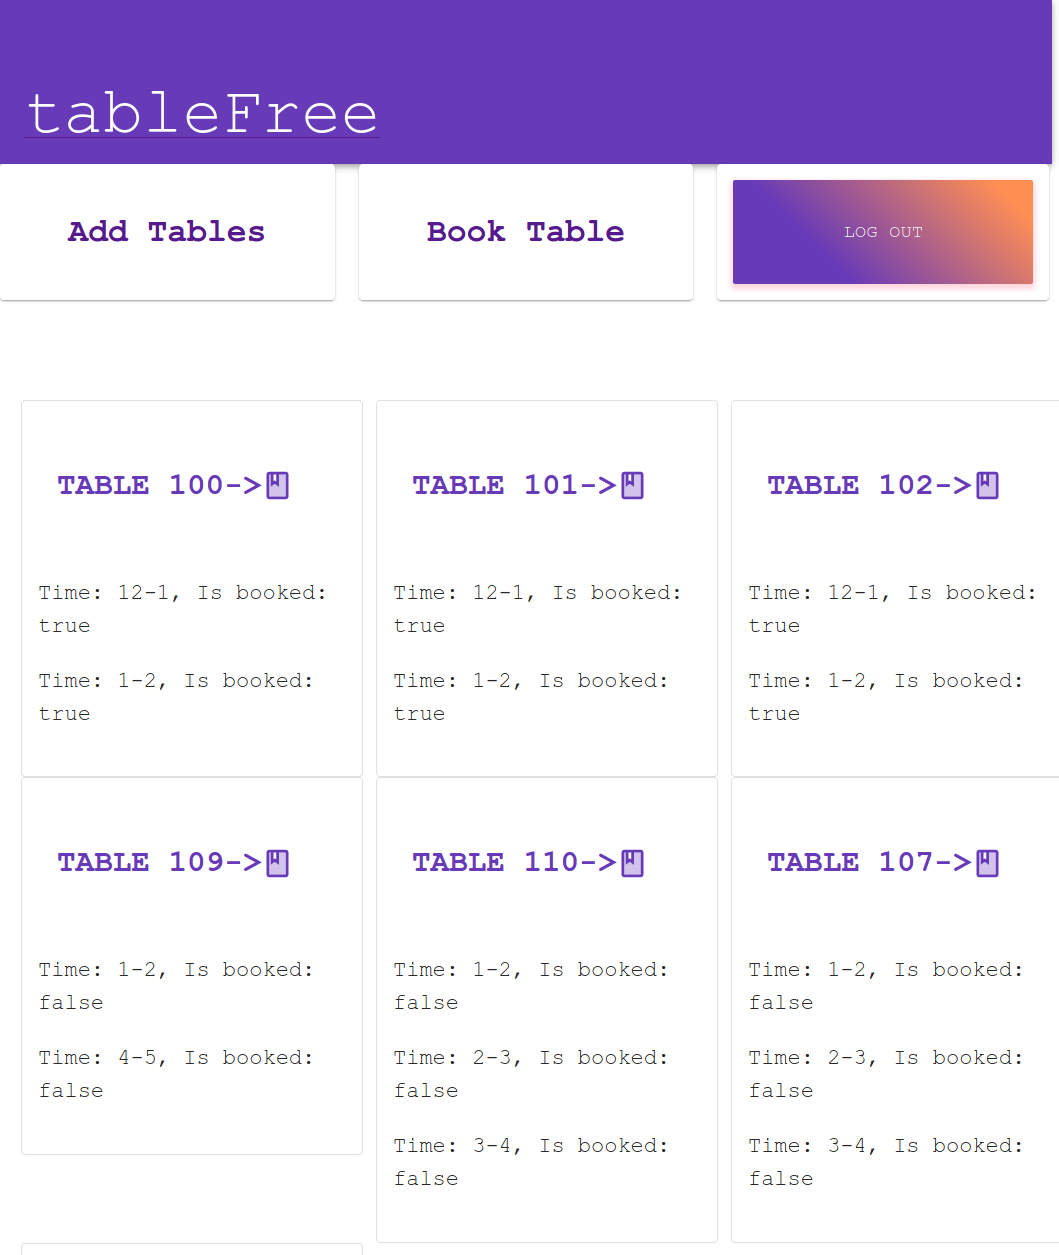 tableFree
Add Tables
Book Table
LOG OUT
TABLE 100->
Time: 12-1, Is booked:
true
Time: 1-2, Is booked:
true
TABLE 101->
Time: 12-1, Is booked:
true
Time: 1-2, Is booked:
true
TABLE 102->
Time: 12-1, Is booked:
true
Time: 1-2, Is booked:
true
TABLE 109->
Time: 1-2, Is booked:
false
Time: 4-5, Is booked:
false
TABLE 110->
Time: 1-2, Is booked:
false
Time: 2-3, Is booked:
false
Time: 3-4, Is booked:
false
TABLE 107->
Time: 1-2, Is booked:
false
Time: 2-3, Is booked:
false
Time: 3-4, Is booked:
false